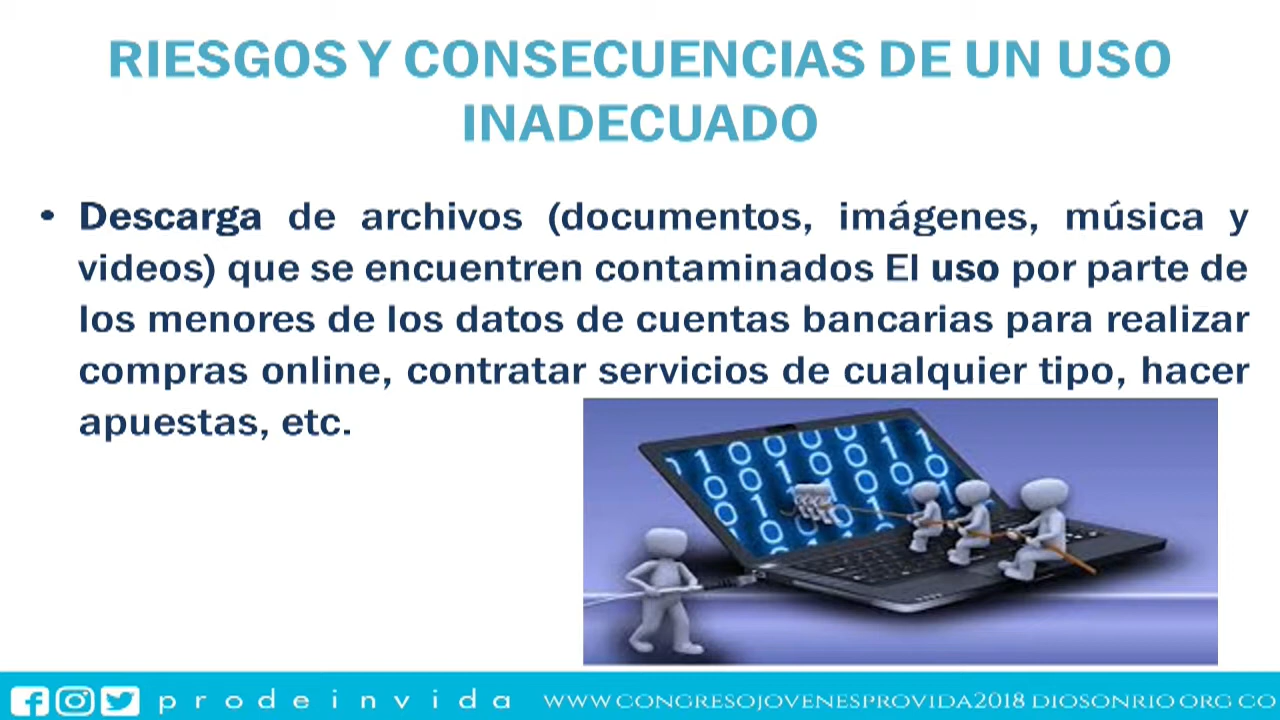 RIESGOS Y CONSECUENCIAS DE UN USO
INADECUADO
• Descarga de archivos (documentos, imágenes, música y
videos) que se encuentren contaminados El uso por parte de
los menores de los datos de cuentas bancarias para realizar
compras online, contratar servicios de cualquier tipo, hacer
apuestas, etc.
prodeinvida WWW.CONGRESOJOVENESPROVIDA2018 DIOSONRIO ORG CO